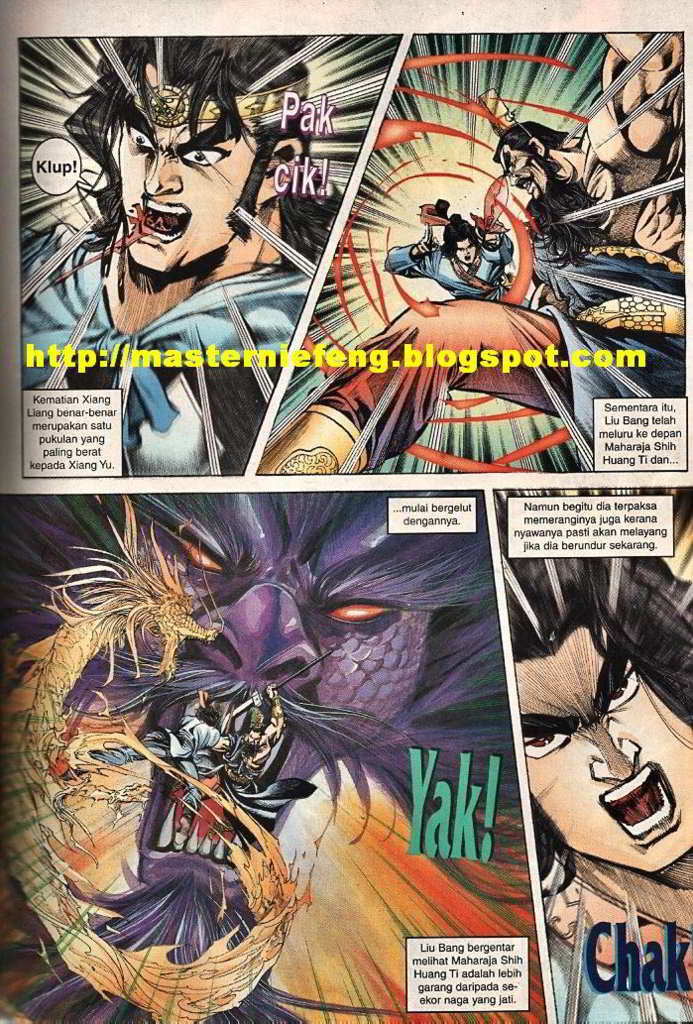 Klup!
Pak
cik!
http://masterniefeng.blogspot.com
Kematian Xiang
Liang benar-benar
merupakan satu
pukulan yang
paling berat
kepada Xiang Yu.
Sementara itu,
Liu Bang telah
meluru ke depan
Maharaja Shih
Huang Ti dan...
...mulai bergelut
dengannya.
Namun begitu dia terpaksa
memeranginya juga kerana
nyawanya pasti akan melayang
jika dia berundur sekarang.
Yak!
Liu Bang bergentar
melihat Maharaja Shih
Huang Ti adalah lebih
garang daripada se-
ekor naga yang jati.
Chak